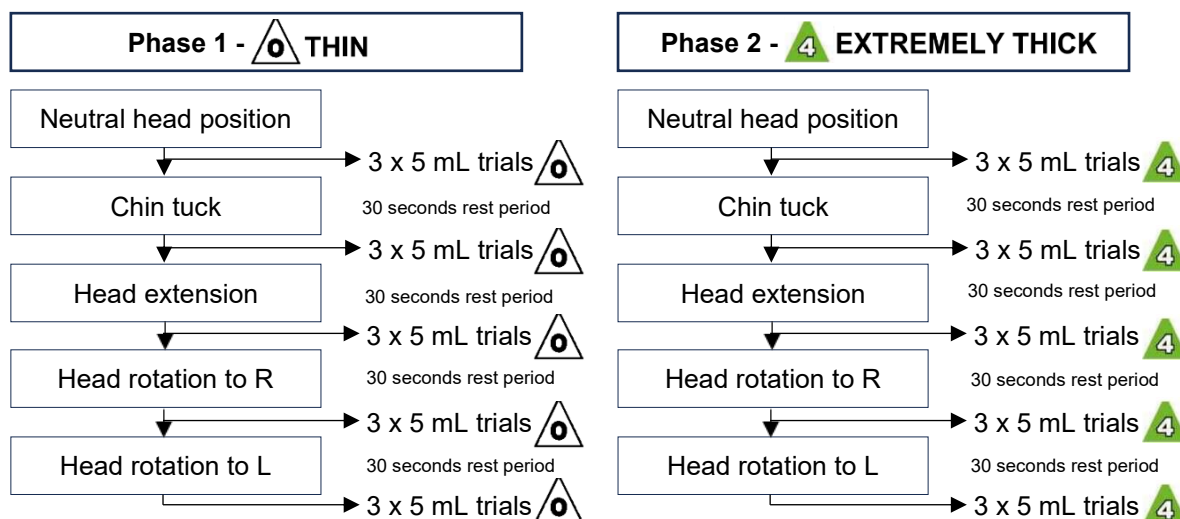 Phase 1 - 0 THIN
Neutral head position
3 x 5 mL trials 0
Chin tuck
30 seconds rest period
3 x 5 mL trials 0
Head extension
30 seconds rest period
3 x 5 mL trials 0
Head rotation to R
30 seconds rest period
3 x 5 mL trials 0
Head rotation to L
30 seconds rest period
3 x 5 mL trials 0
Phase 2 - 4 EXTREMELY THICK
Neutral head position
3 x 5 mL trials 4
Chin tuck
30 seconds rest period
3 x 5 mL trials 4
Head extension
30 seconds rest period
3 x 5 mL trials 4
Head rotation to R
30 seconds rest period
3 x 5 mL trials 4
Head rotation to L
30 seconds rest period
3 x 5 mL trials 4